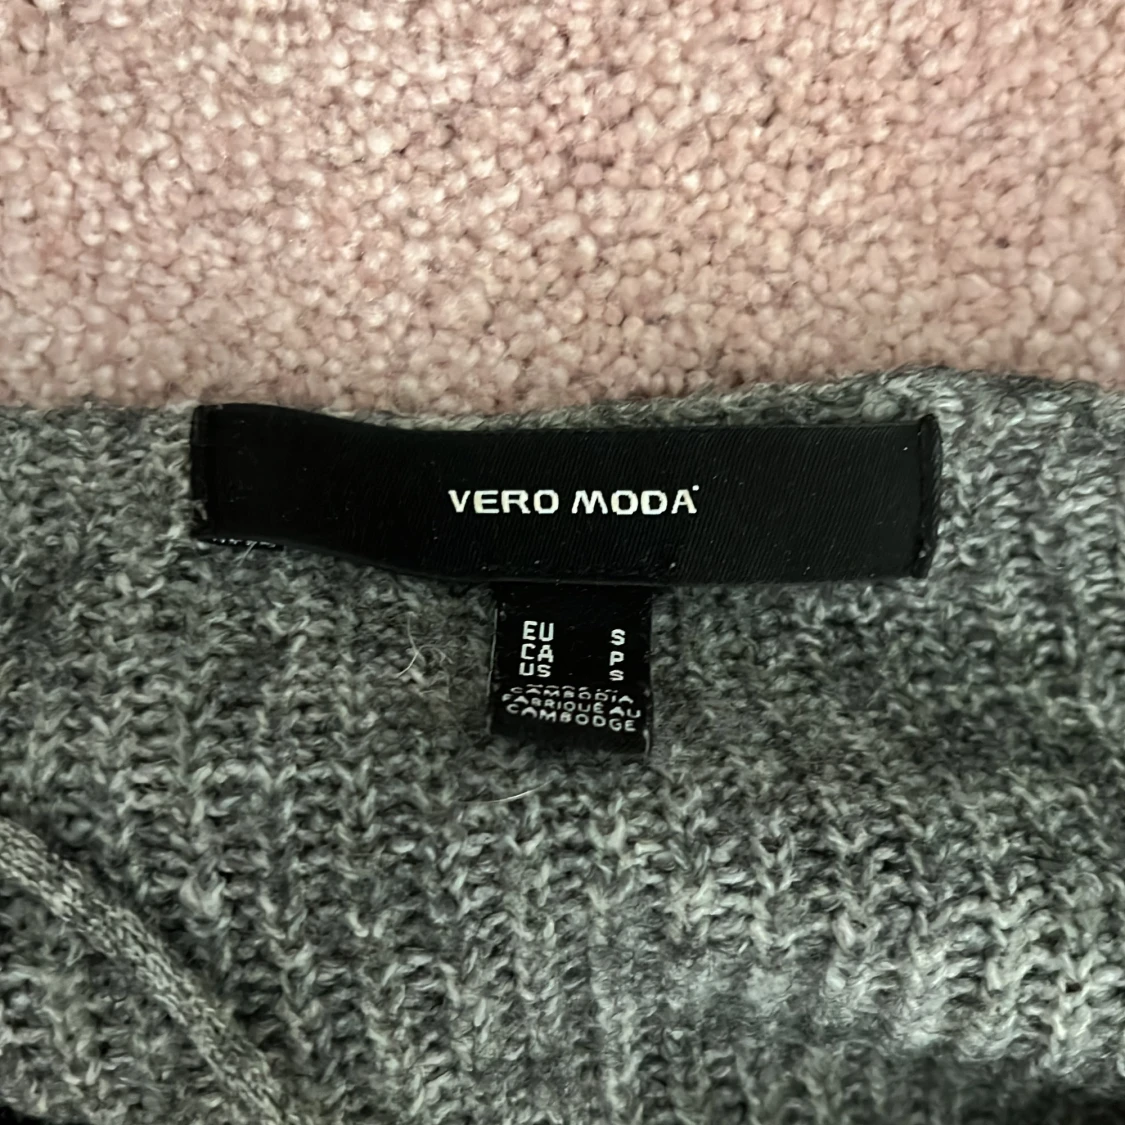 VERO MODA
EU S
CA P
US S
CAMBODIA
FABRIQUÉ AU
CAMBODGE